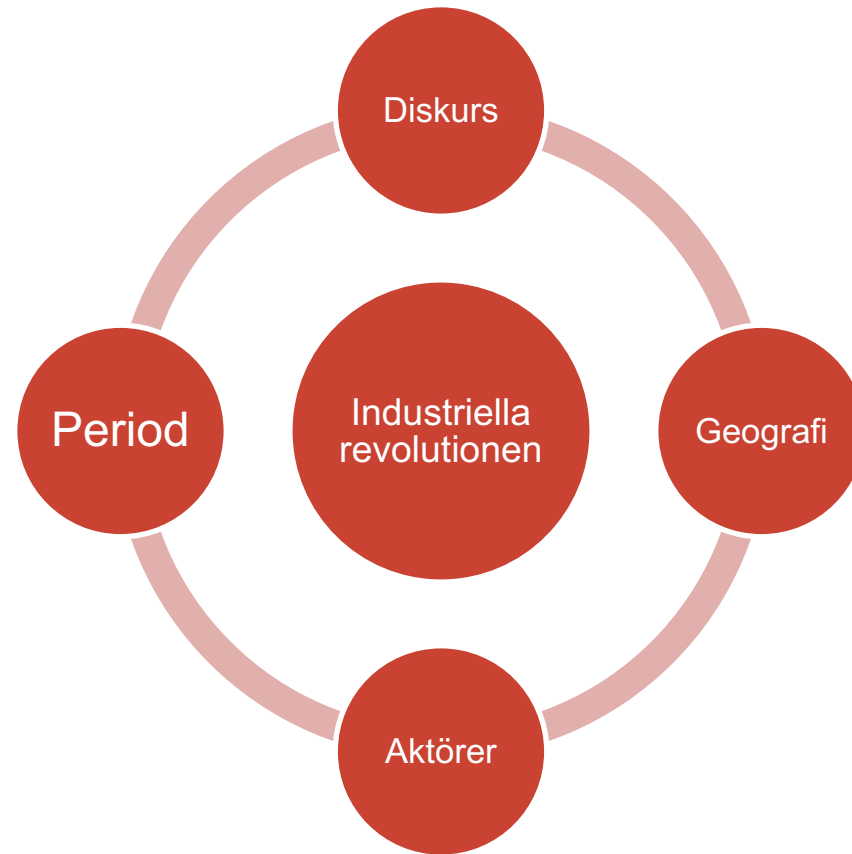 Diskurs
Period
Industriella
revolutionen
Geografi
Aktörer